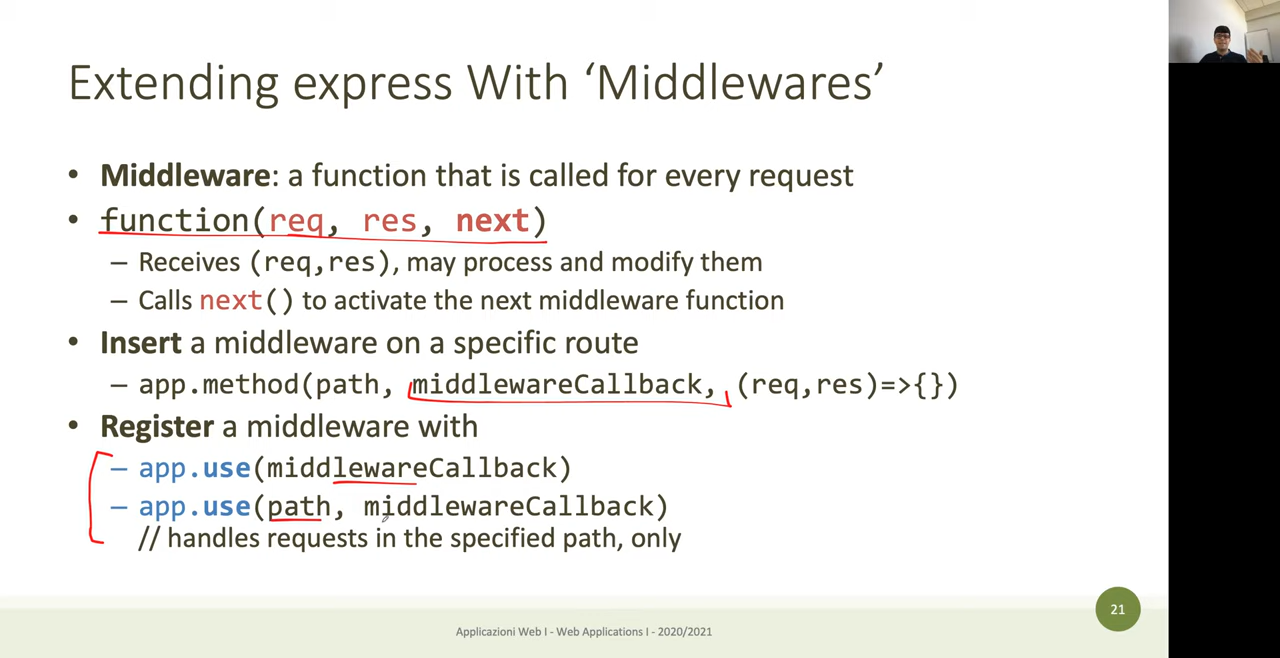 Extending express With ‘Middlewares’
• Middleware: a function that is called for every request
• function(req, res, next)
– Receives (req,res), may process and modify them
– Calls next() to activate the next middleware function
• Insert a middleware on a specific route
– app.method(path, middlewareCallback, (req,res)=>{})
• Register a middleware with
– app.use(middlewareCallback)
– app.use(path, middlewareCallback)
// handles requests in the specified path, only
21
Applicazioni Web I - Web Applications I - 2020/2021